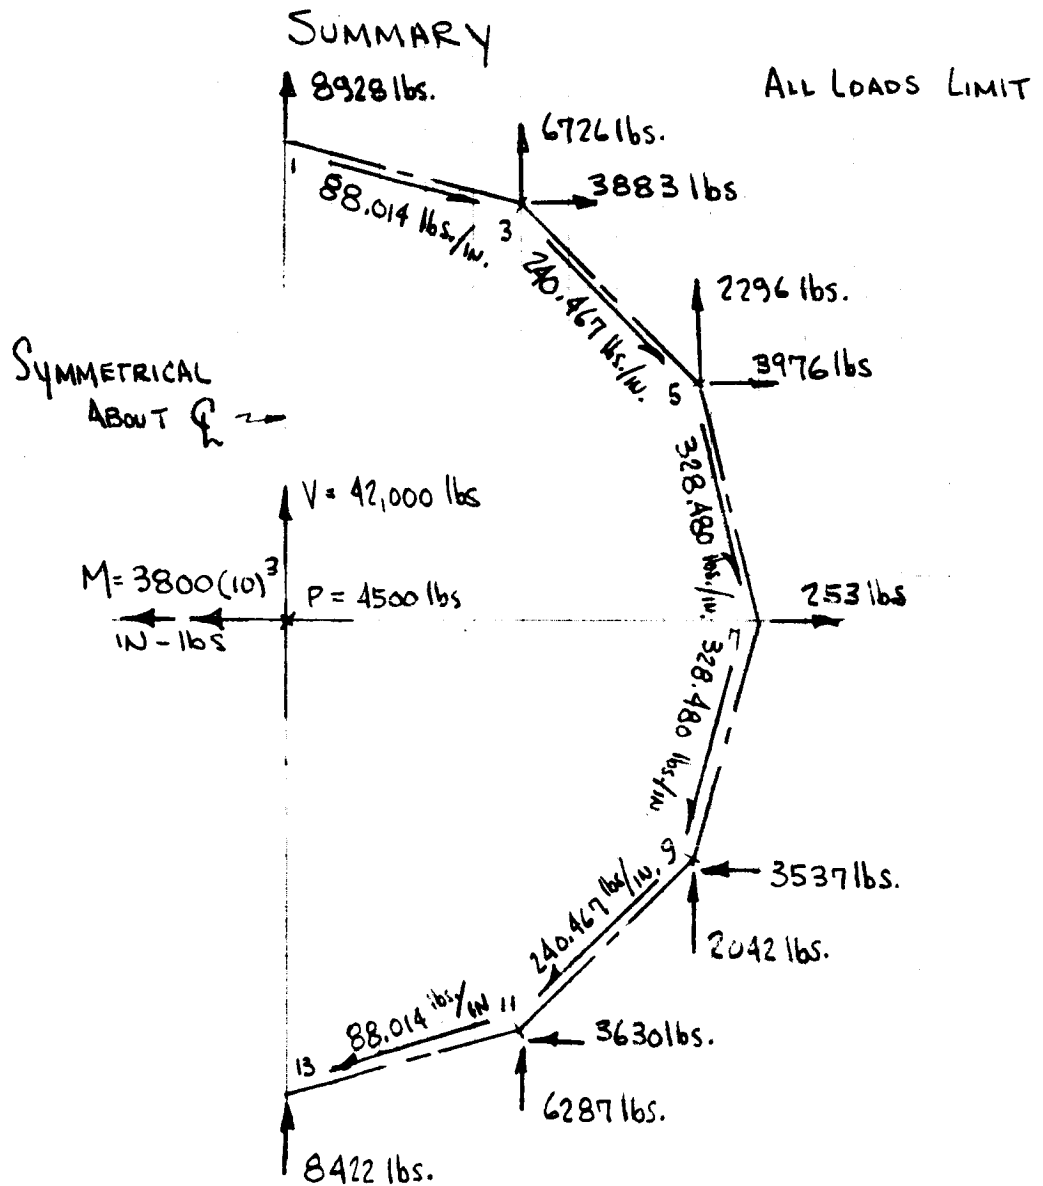 SUMMARY
8928 lbs.
ALL LOADS LIMIT
6726 lbs.
3883 lbs
1
88.014 lbs./IN.
3
240.467 lbs./IN.
2296 lbs.
3976 lbs
5
SYMMETRICAL
ABOUT ℄
328.480 lbs./IN.
V = 42,000 lbs
M = 3800(10)³
IN-lbs
P = 4500 lbs
253 lbs
7
328.480 lbs/IN
9
3537 lbs.
240.467 lbs/IN.
2042 lbs.
11
88.014 lbs/IN
3630 lbs.
13
6287 lbs.
8422 lbs.